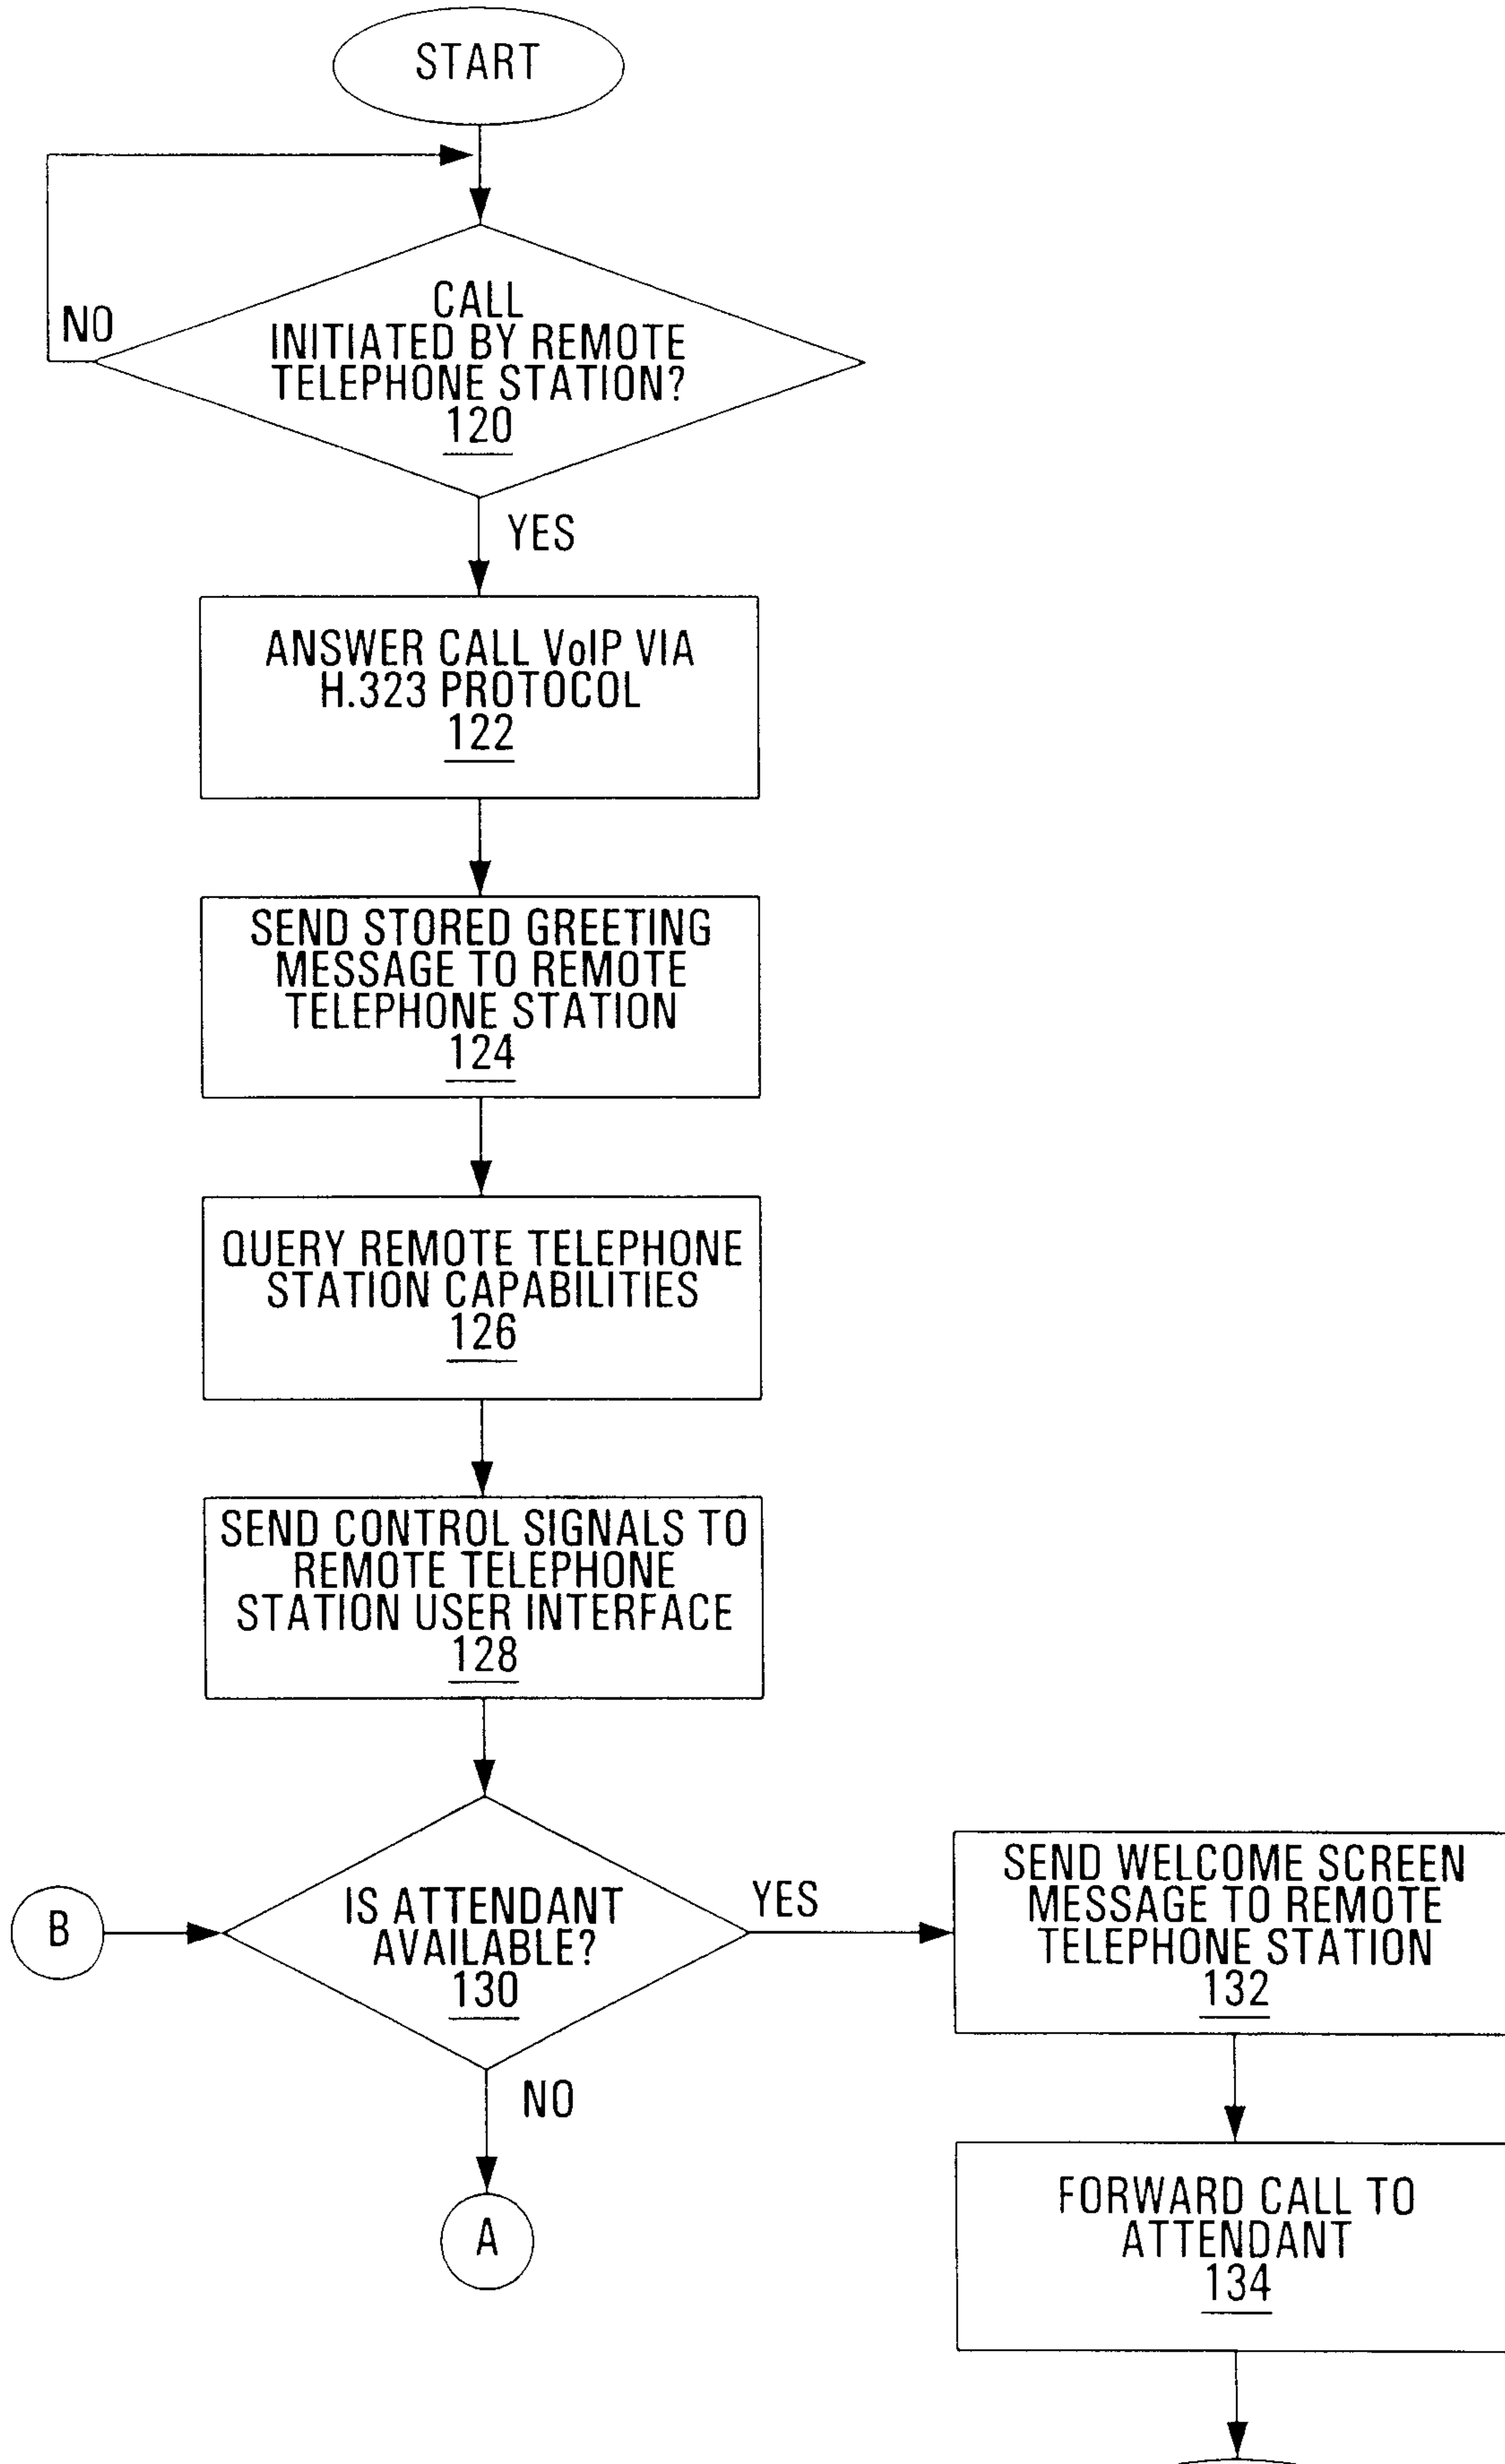 START
NO
CALL
INITIATED BY REMOTE
TELEPHONE STATION?
120
YES
ANSWER CALL VoIP VIA
H.323 PROTOCOL
122
SEND STORED GREETING
MESSAGE TO REMOTE
TELEPHONE STATION
124
QUERY REMOTE TELEPHONE
STATION CAPABILITIES
126
SEND CONTROL SIGNALS TO
REMOTE TELEPHONE
STATION USER INTERFACE
128
B
IS ATTENDANT
AVAILABLE?
130
YES
SEND WELCOME SCREEN
MESSAGE TO REMOTE
TELEPHONE STATION
132
NO
A
FORWARD CALL TO
ATTENDANT
134